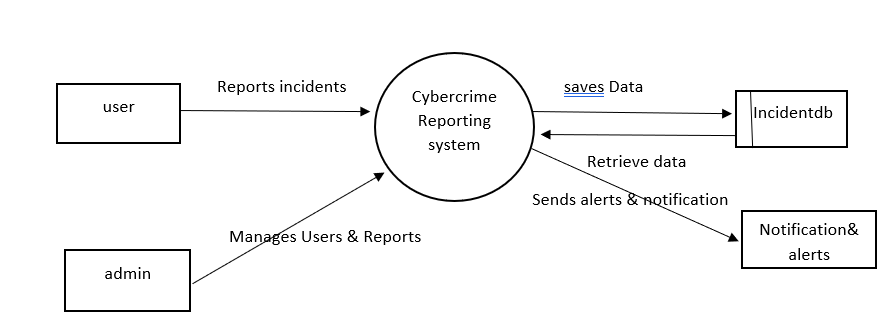 Reports incidents
saves Data
user
Cybercrime
Reporting
system
Incidentdb
Retrieve data
Sends alerts & notification
Manages Users & Reports
Notification&
alerts
admin